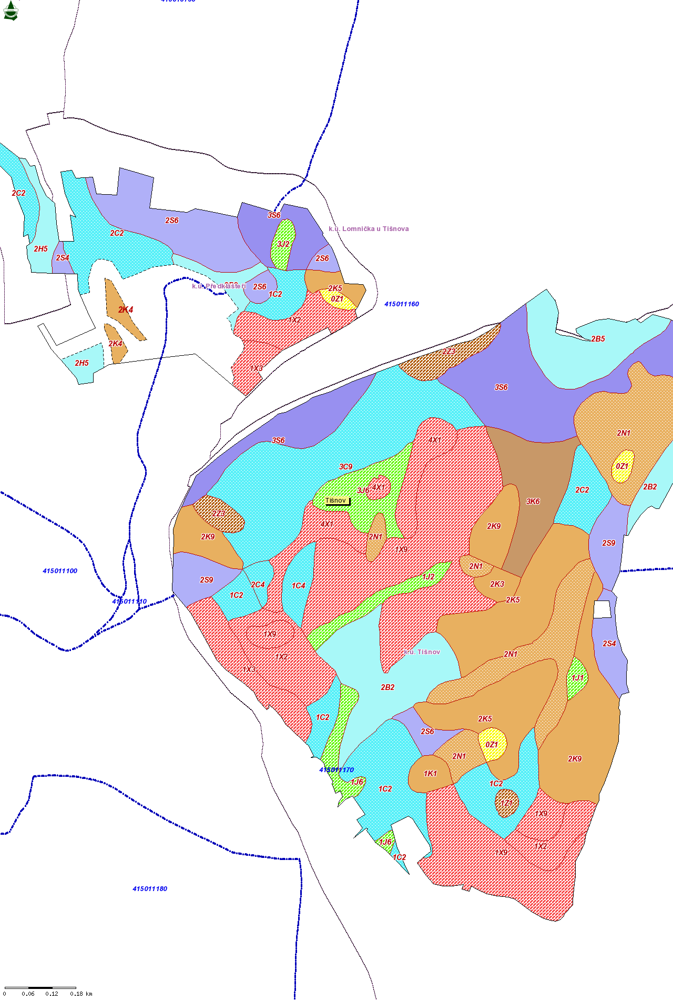 2C2
3S6
2S6
k.ú. Lomnička u Tišnova
2C2
3J2
2H5
2S4
2S6
k.ú. Předklášteří
2S6
2K5
1C2
0Z1
415011160
2K4
1X2
2K4
2B5
2Z3
2H5
1X3
3S6
2N1
3S6
4X1
3C9
0Z1
4X1
3J6
2B2
2C2
Tišnov
3K6
2Z3
4X1
2K9
2K9
2N1
2S9
1X9
2N1
415011100
1J2
2S9
2C4
1C4
2K3
1C2
2K5
415011110
1X9
2S4
k.ú. Tišnov
2N1
1X2
1X3
1J1
2B2
1C2
2K5
2S6
0Z1
2N1
2K9
415011170
1K1
1J6
1C2
1C2
1Z1
1X9
1J6
1X2
1X9
1C2
415011180
0 0.06 0.12 0.18 km